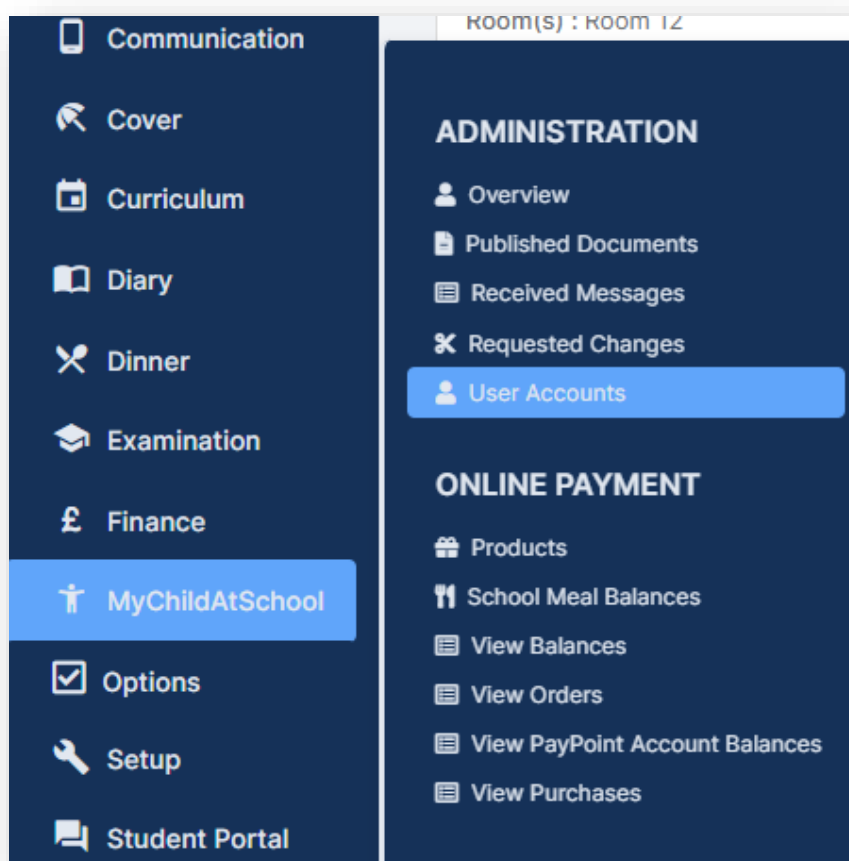 Room(s) : Room 12
Communication
Cover
Curriculum
Diary
Dinner
Examination
£ Finance
MyChildAtSchool
Options
Setup
Student Portal
ADMINISTRATION
Overview
Published Documents
Received Messages
Requested Changes
User Accounts
ONLINE PAYMENT
Products
School Meal Balances
View Balances
View Orders
View PayPoint Account Balances
View Purchases